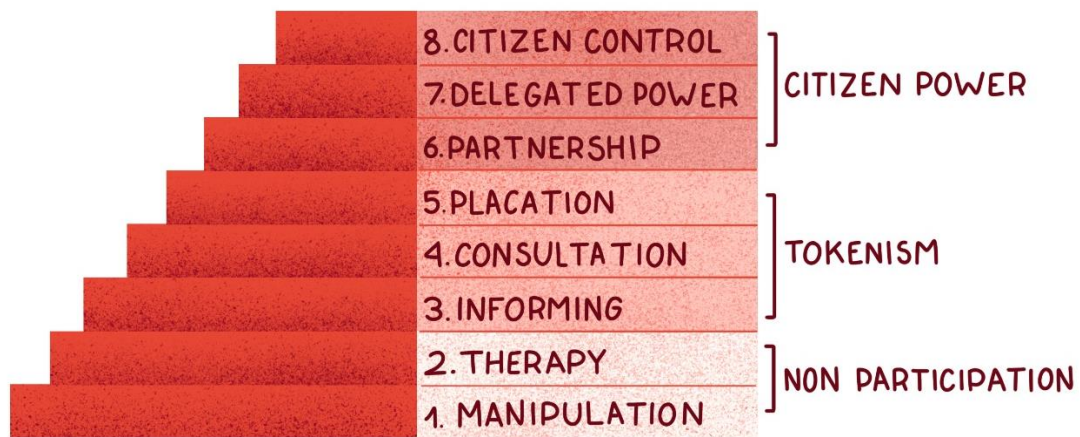 8. CITIZEN CONTROL
7. DELEGATED POWER
6. PARTNERSHIP
CITIZEN POWER
5. PLACATION
4. CONSULTATION
3. INFORMING
TOKENISM
2. THERAPY
1. MANIPULATION
NON PARTICIPATION